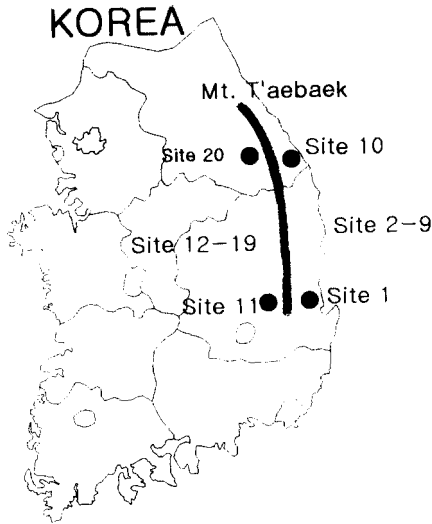 KOREA
Mt. T'aebaek
Site 20
Site 10
Site 2-9
Site 12-19
Site 11
Site 1